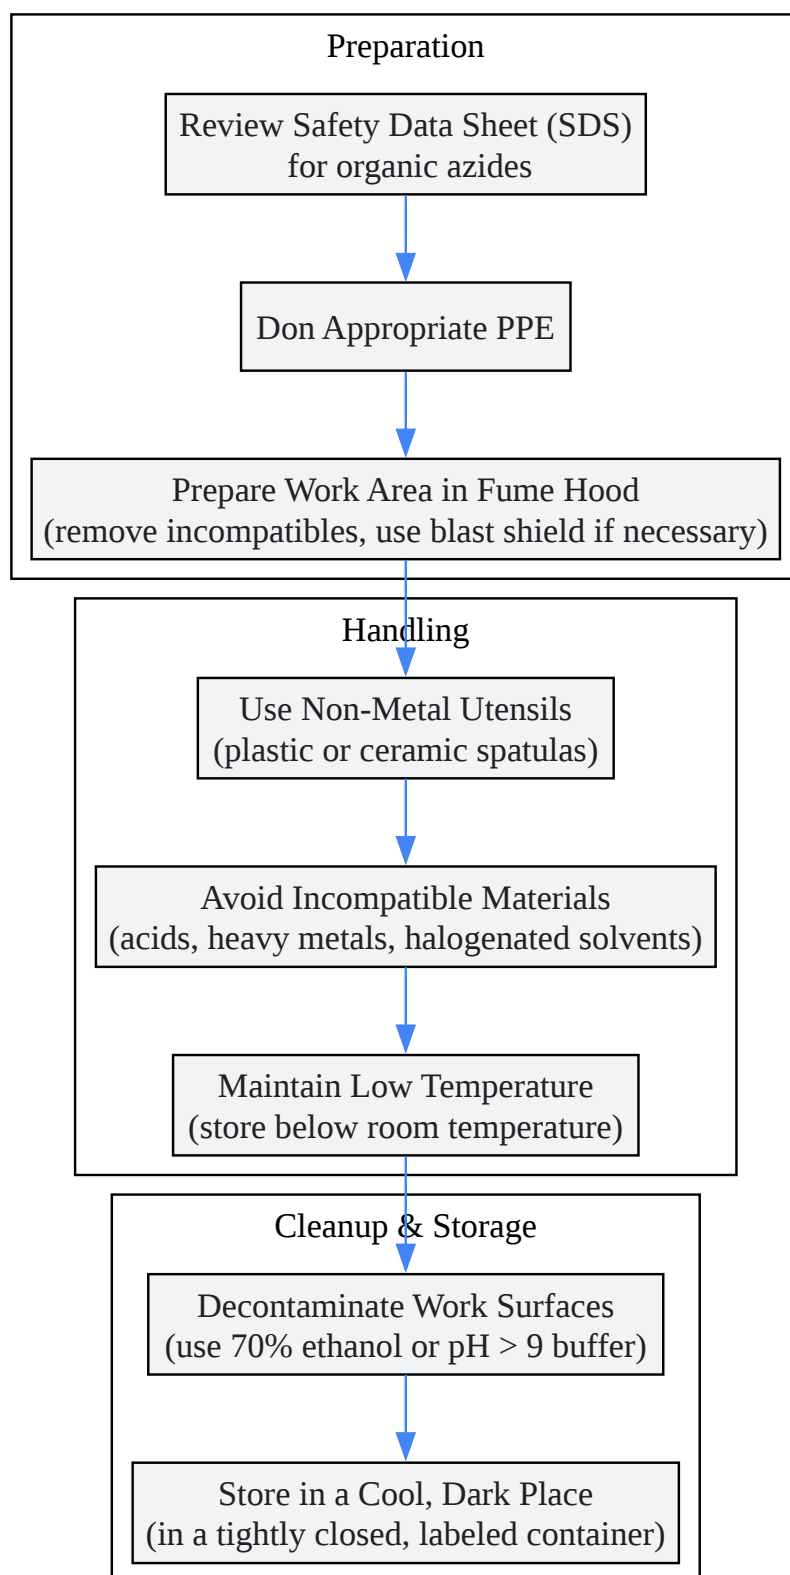 Preparation
Review Safety Data Sheet (SDS)
for organic azides
Don Appropriate PPE
Prepare Work Area in Fume Hood
(remove incompatibles, use blast shield if necessary)
Handling
Use Non-Metal Utensils
(plastic or ceramic spatulas)
Avoid Incompatible Materials
(acids, heavy metals, halogenated solvents)
Maintain Low Temperature
(store below room temperature)
Cleanup & Storage
Decontaminate Work Surfaces
(use 70% ethanol or pH > 9 buffer)
Store in a Cool, Dark Place
(in a tightly closed, labeled container)